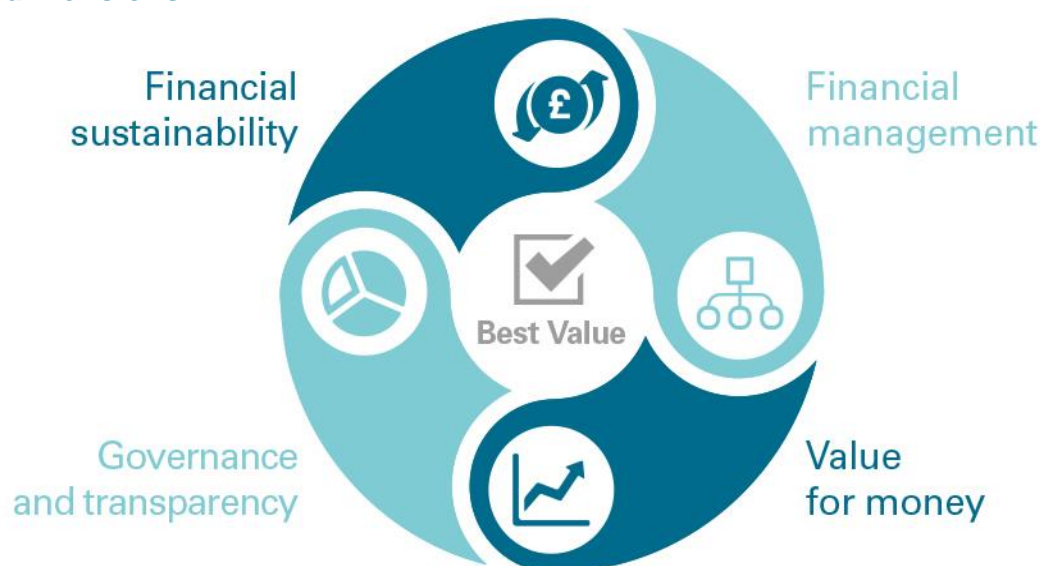 Financial
sustainability
Financial
management
£
Best Value
Governance
and transparency
Value
for money